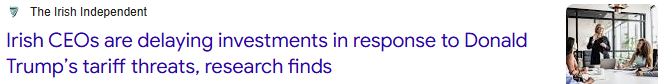 The Irish Independent
Irish CEOs are delaying investments in response to Donald
Trump’s tariff threats, research finds